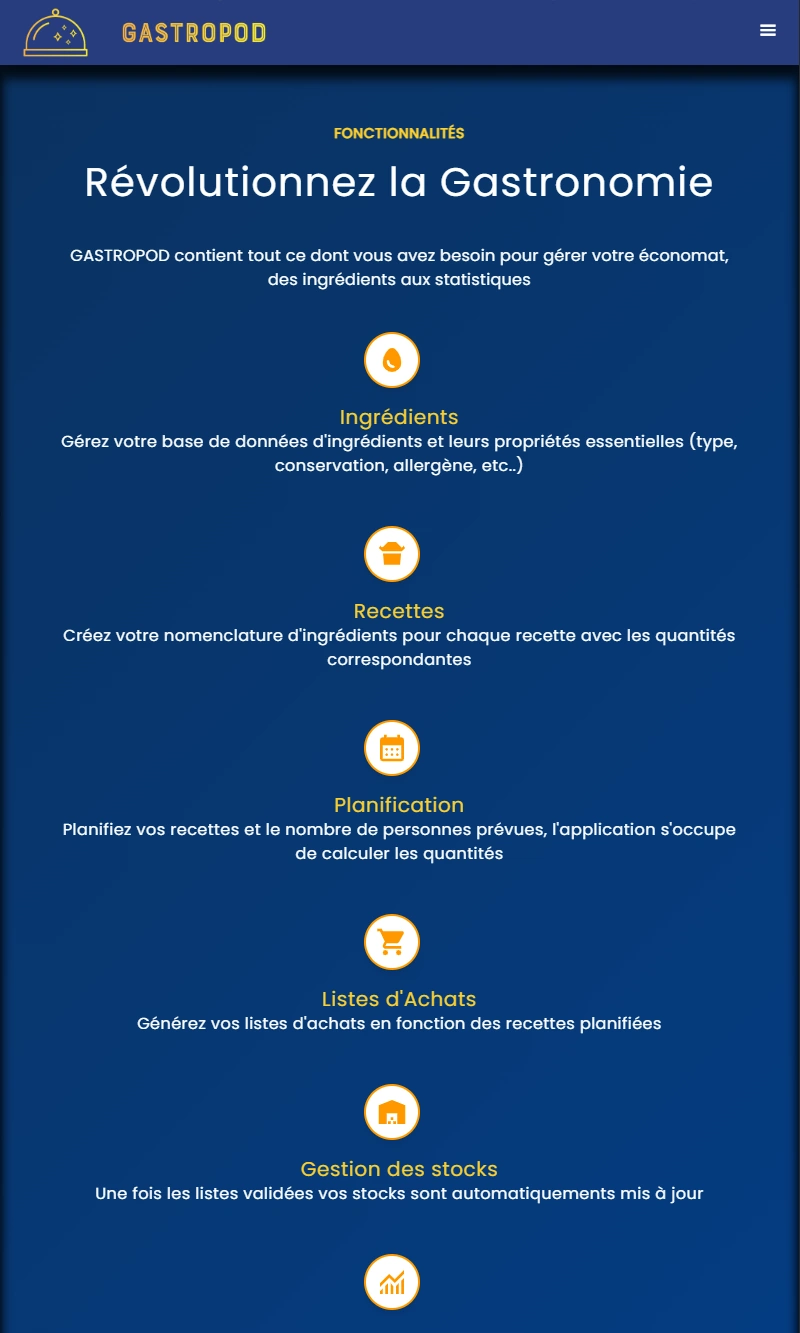 GASTROPOD
FONCTIONNALITÉS
Révolutionnez la Gastronomie
GASTROPOD contient tout ce dont vous avez besoin pour gérer votre économat,
des ingrédients aux statistiques
Ingrédients
Gérez votre base de données d'ingrédients et leurs propriétés essentielles (type,
conservation, allergène, etc..)
Recettes
Créez votre nomenclature d'ingrédients pour chaque recette avec les quantités
correspondantes
Planification
Planifiez vos recettes et le nombre de personnes prévues, l'application s'occupe
de calculer les quantités
Listes d'Achats
Générez vos listes d'achats en fonction des recettes planifiées
Gestion des stocks
Une fois les listes validées vos stocks sont automatiquements mis à jour